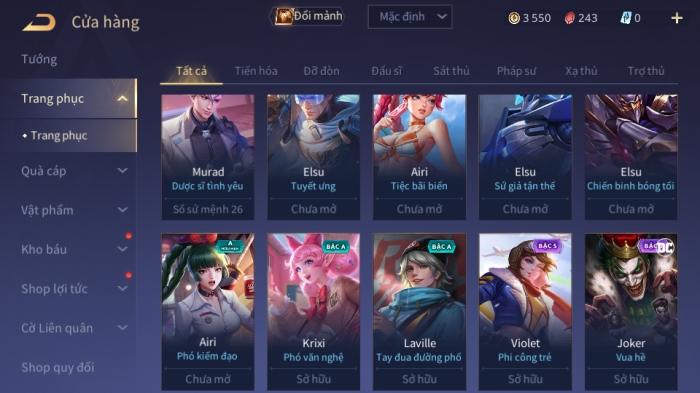 Cửa hàng
Đổi mảnh
Mặc định
3 550
243
0
Tướng
Trang phục
Trang phục
Quà cáp
Vật phẩm
Kho báu
Shop lợi tức
Cờ Liên quân
Shop quy đổi
Tất cả
Tiến hóa
Đỡ đòn
Đấu sĩ
Sát thủ
Pháp sư
Xạ thủ
Trợ thủ
Murad
Dược sĩ tình yêu
Số sứ mệnh 26
Elsu
Tuyết ưng
Chưa mở
Airi
Tiệc bãi biển
Chưa mở
Elsu
Sứ giả tận thế
Chưa mở
Elsu
Chiến binh bóng tối
Chưa mở
A
Airi
Phó kiếm đạo
Chưa mở
BẬC A
Krixi
Phó văn nghệ
Sở hữu
BẬC A
Laville
Tay đua đường phố
Sở hữu
BẬC S
Violet
Phi công trẻ
Sở hữu
DC
Joker
Vua hề
Sở hữu